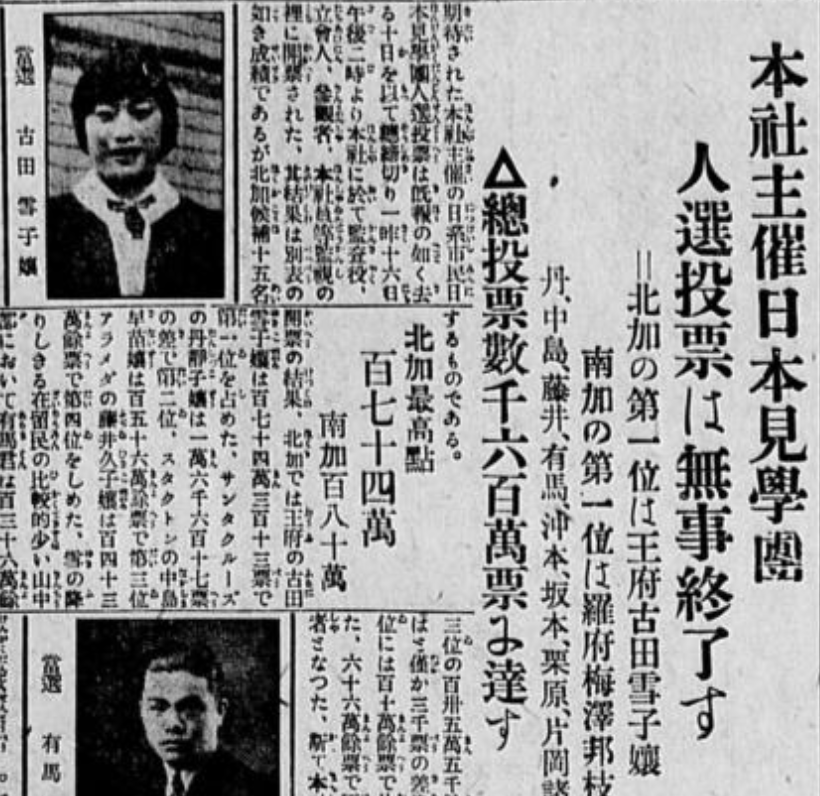 本社主催日本見學團
人選投票は無事終了す
＝北加の第一位は王府古田雪子孃
南加の第一位は羅府梅澤邦枝
丹、中島、藤井、有馬、沖本、坂本、栗原、片岡
△總投票數千六百萬票に達す
期待された本社主催の日系市民日
本見學團人選投票は既報の如く去
る十日を以て總締切り一昨十六日
午後二時より本社に於て監査役、
立會人、參觀者、本社員等監視の
裡に開票された、其結果は別表の
如き成績であるが北加候補十五名
當選 古田雪子孃
するものである。
北加最高點
百七十四萬
南加百八十萬
開票の結果、北加では王府の古田
雪子孃は百七十四萬三百十三票で
第一位を占めた、サンタクルーズ
の丹靜子孃は一萬六千六百十七票
の差で第二位、スタクトンの中島
早苗孃は百五十六萬餘票で第三位
アラメダの藤井久子孃は百四十三
萬餘票で第四位をしめた、雪の降
りしきる在留民の比較的少い山中
部において有馬君は百三十六萬餘
三位の百卅五萬五千
はさ僅か三千票の差
位には百十萬餘票で
た、六十六萬餘票で
者となつた、斯て本
當選 有馬